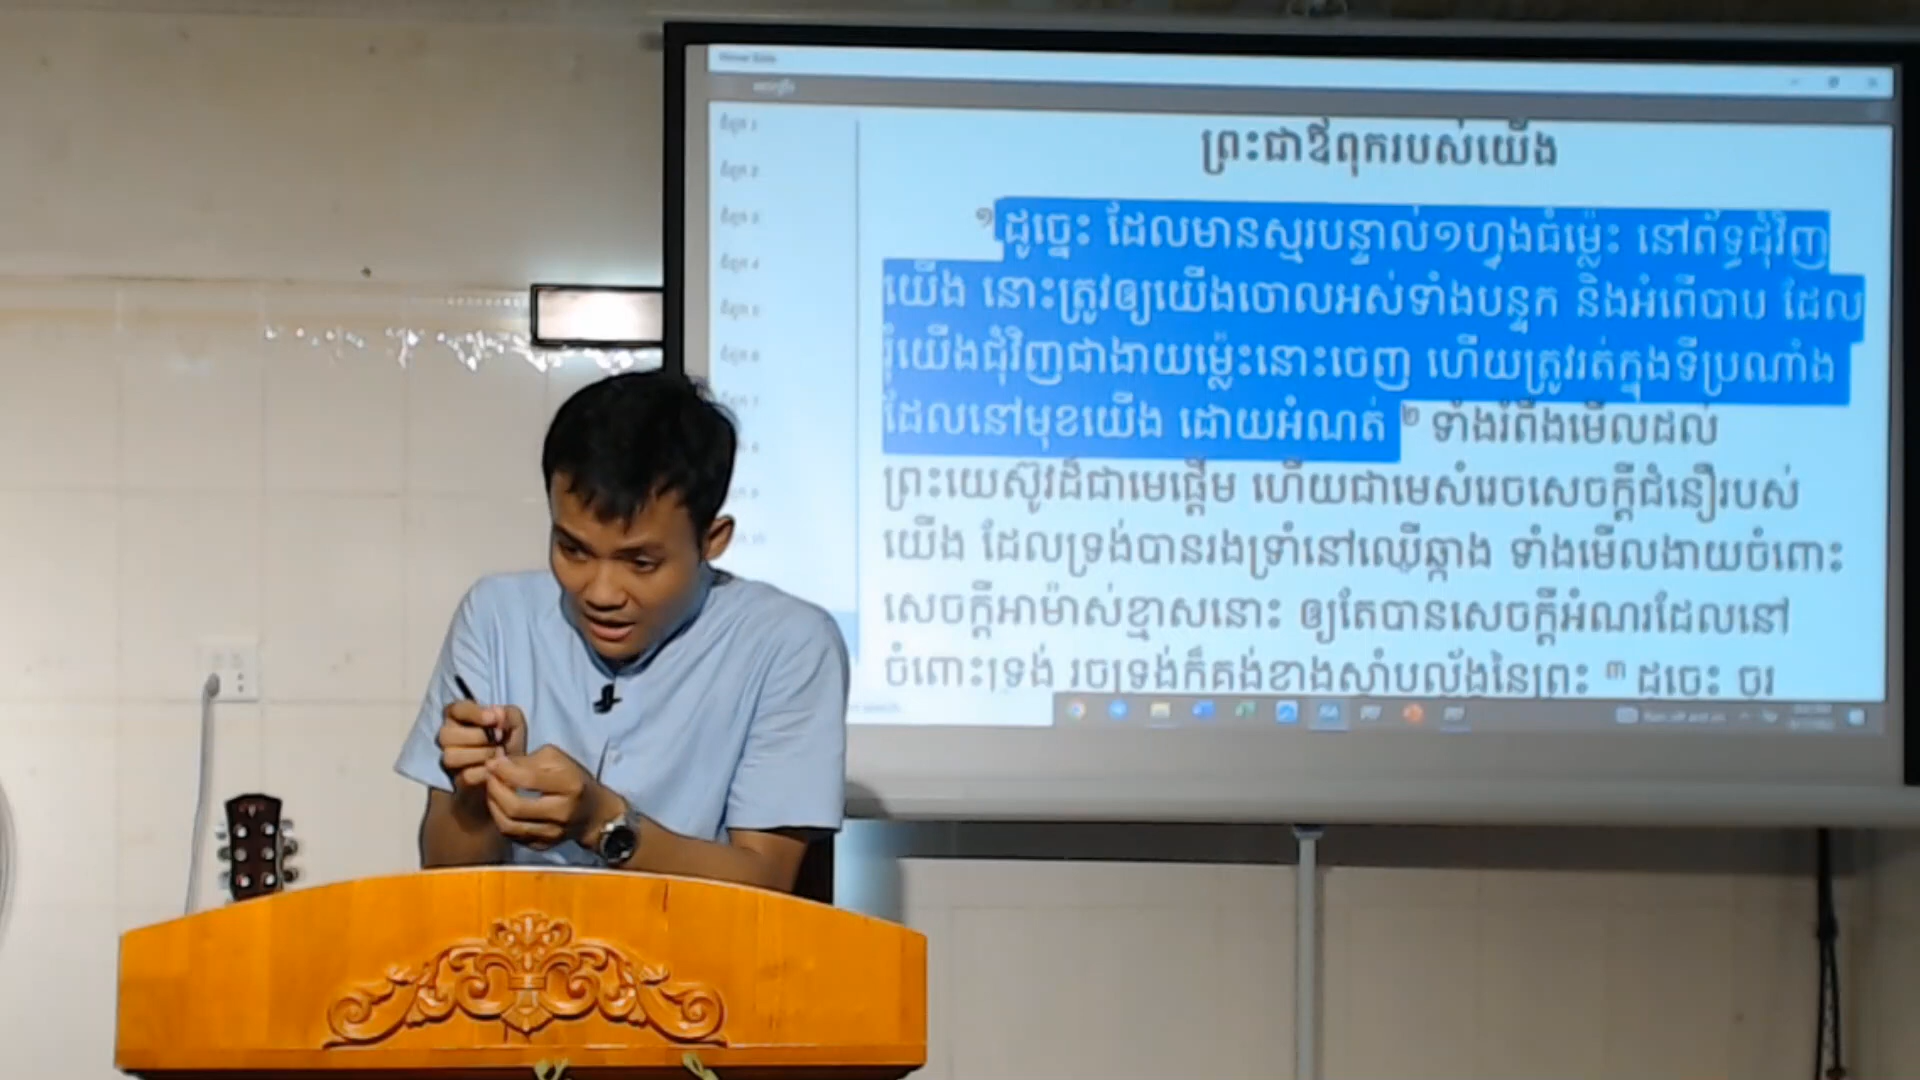 ព្រះជាឪពុករបស់យើង
១ ដូច្នេះ ដែលមានស្មរបន្ទាល់១ហ្វូងធំម៉្លេះ នៅព័ទ្ធជុំវិញ
យើង នោះត្រូវឲ្យយើងចោលអស់ទាំងបន្ទុក និងអំពើបាប ដែល
រុំយើងជុំវិញជាងាយម៉្លេះនោះចេញ ហើយត្រូវរត់ក្នុងទីប្រណាំង
ដែលនៅមុខយើង ដោយអំណត់ ២ ទាំងរំពឹងមើលដល់
ព្រះយេស៊ូវដ៏ជាមេផ្តើម ហើយជាមេសំរេចសេចក្តីជំនឿរបស់
យើង ដែលទ្រង់បានរងទ្រាំនៅឈើឆ្កាង ទាំងមើលងាយចំពោះ
សេចក្តីអាម៉ាស់ខ្មាសនោះ ឲ្យតែបានសេចក្តីអំណរដែលនៅ
ចំពោះទ្រង់ រួចទ្រង់ក៏គង់ខាងស្តាំបល្ល័ង្កនៃព្រះ ៣ ដូច្នេះ ចូរ